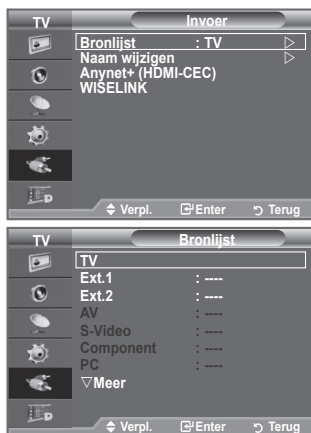 TV Invoer
Bronlijst : TV
Naam wijzigen
Anynet+ (HDMI-CEC)
WISELINK
Verpl. Enter Terug
TV Bronlijst
TV
Ext.1 : ----
Ext.2 : ----
AV : ----
S-Video : ----
Component : ----
PC : ----
▽Meer
Verpl. Enter Terug